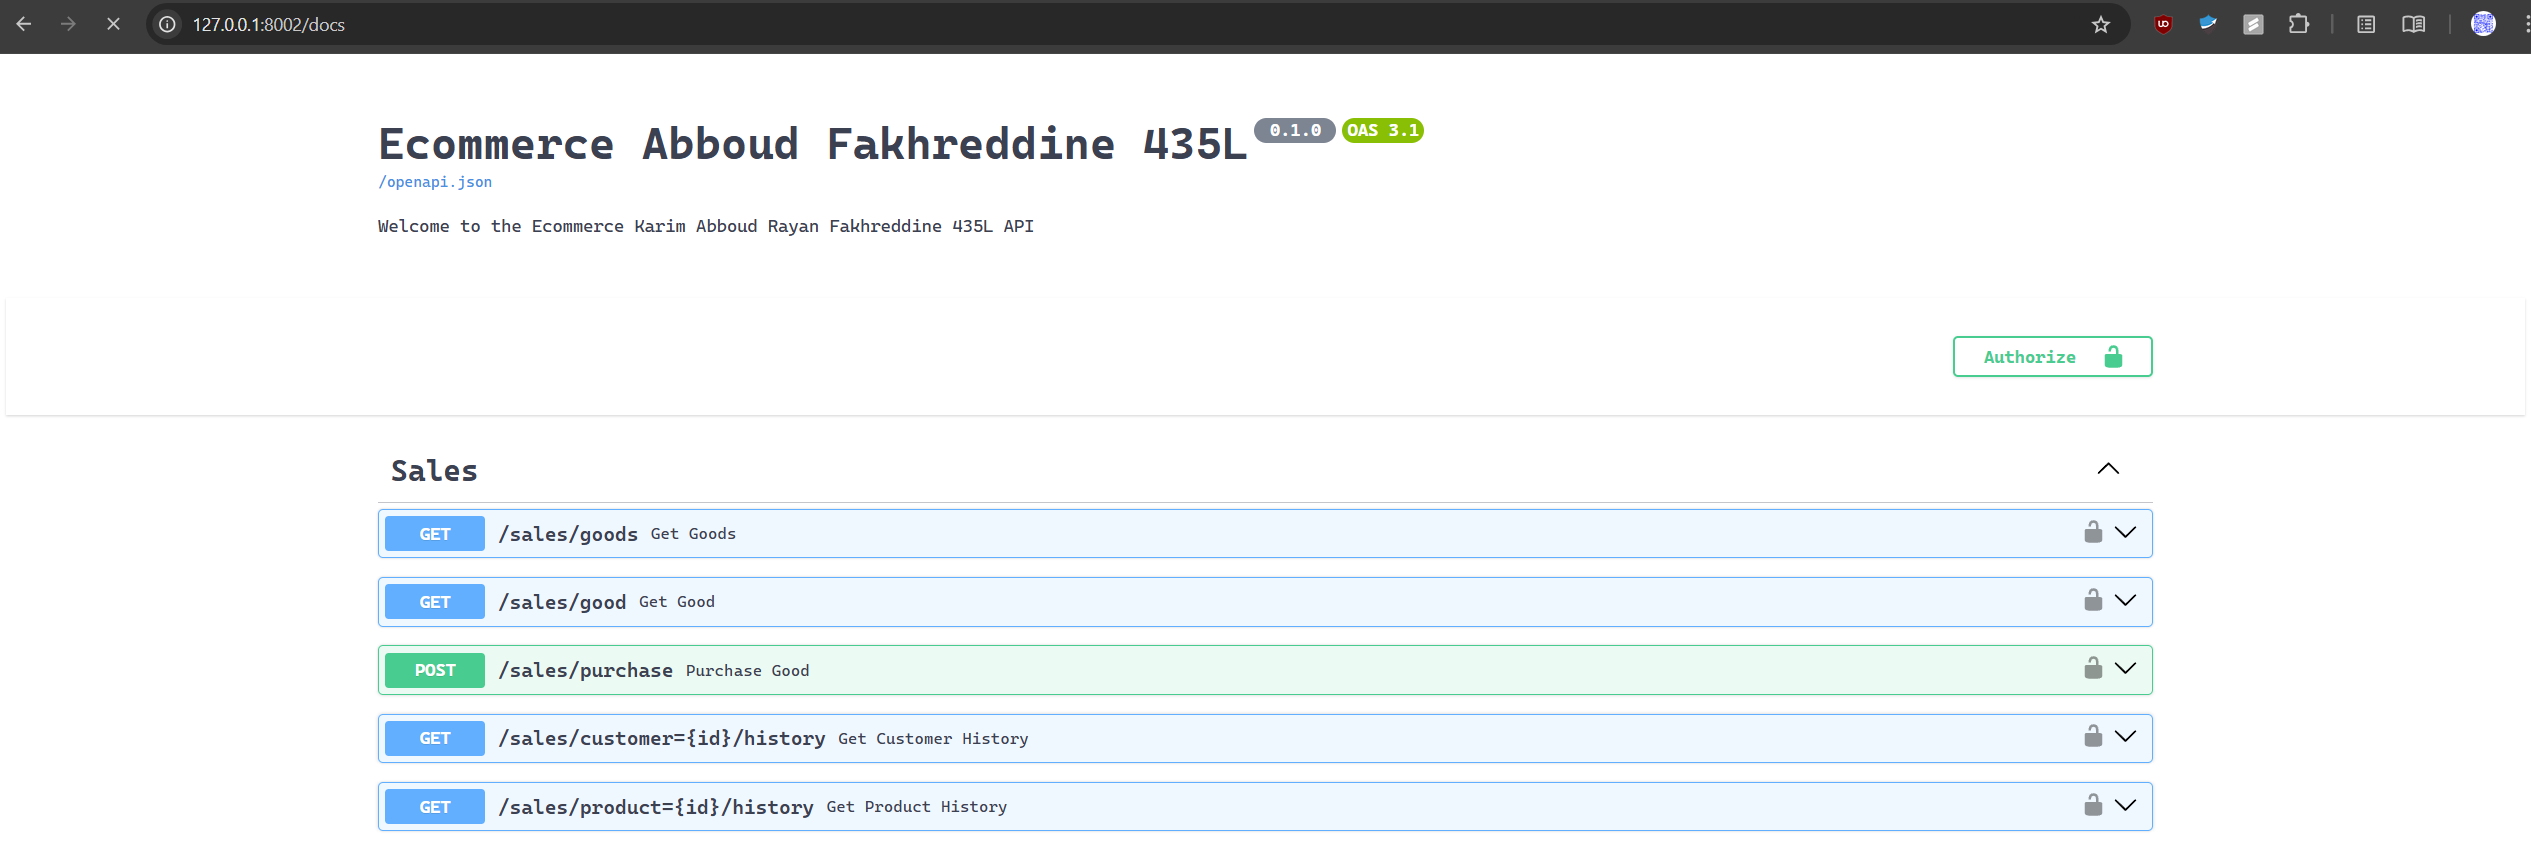 127.0.0.1:8002/docs
Ecommerce Abboud Fakhreddine 435L 0.1.0 OAS 3.1
/openapi.json
Welcome to the Ecommerce Karim Abboud Rayan Fakhreddine 435L API
Authorize
Sales
GET /sales/goods Get Goods
GET /sales/good Get Good
POST /sales/purchase Purchase Good
GET /sales/customer={id}/history Get Customer History
GET /sales/product={id}/history Get Product History